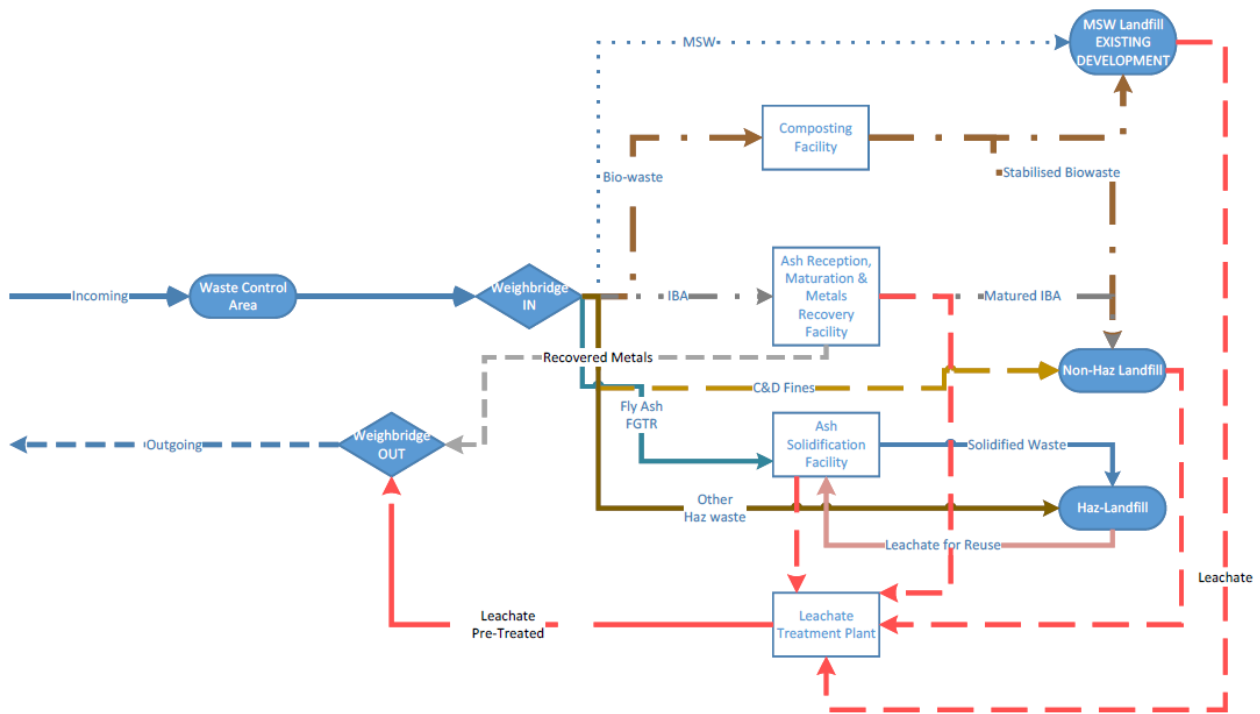 MSW
MSW Landfill
EXISTING
DEVELOPMENT
Composting
Facility
Bio-waste
Stabilised Biowaste
Incoming
Waste Control
Area
Weighbridge
IN
IBA
Ash Reception,
Maturation &
Metals
Recovery
Facility
Matured IBA
Recovered Metals
Non-Haz Landfill
C&D Fines
Fly Ash
FGTR
Outgoing
Weighbridge
OUT
Ash
Solidification
Facility
Solidified Waste
Other
Haz waste
Haz-Landfill
Leachate for Reuse
Leachate
Leachate
Pre-Treated
Leachate
Treatment Plant